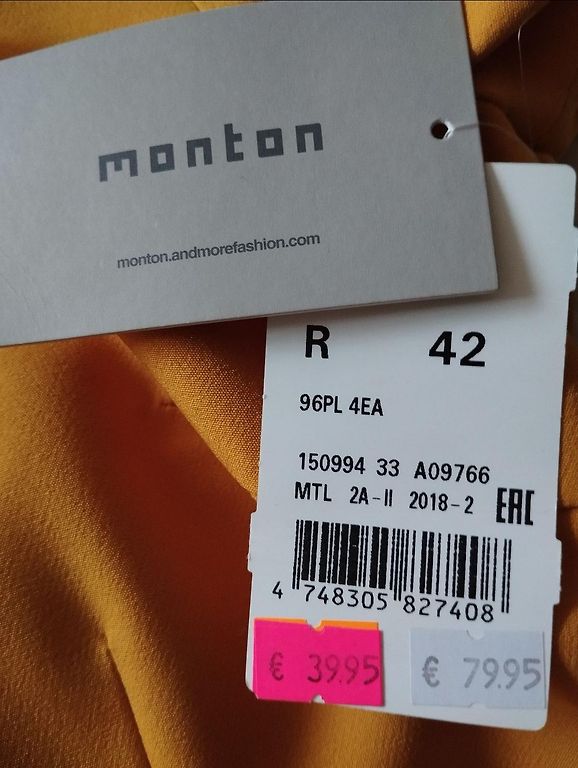 monton
monton.andmorefashion.com
R 42
96PL 4EA
150994 33 A09766
MTL 2A-II 2018-2 EAC
4 748305 827408
€ 39.95 € 79.95